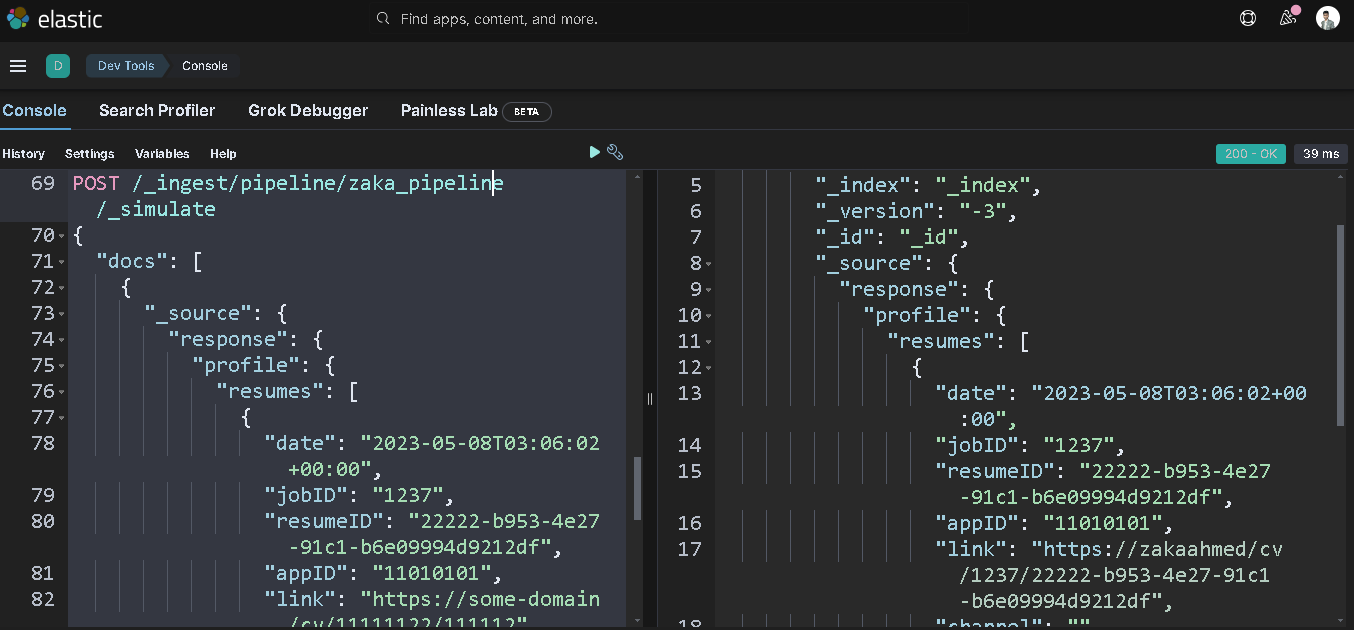 elastic
Find apps, content, and more.
D
Dev Tools
Console
Console
Search Profiler
Grok Debugger
Painless Lab
BETA
History
Settings
Variables
Help
200 - OK
39 ms
69 POST /_ingest/pipeline/zaka_pipeline
/_simulate
70 {
71 "docs": [
72 {
73 "_source": {
74 "response": {
75 "profile": {
76 "resumes": [
77 {
78 "date": "2023-05-08T03:06:02
+00:00",
79 "jobID": "1237",
80 "resumeID": "22222-b953-4e27
-91c1-b6e09994d9212df",
81 "appID": "11010101",
82 "link": "https://some-domain
/cv/11111122/111112"
5 "_index": "_index",
6 "_version": "-3",
7 "_id": "_id",
8 "_source": {
9 "response": {
10 "profile": {
11 "resumes": [
12 {
13 "date": "2023-05-08T03:06:02+00
:00",
14 "jobID": "1237",
15 "resumeID": "22222-b953-4e27
-91c1-b6e09994d9212df",
16 "appID": "11010101",
17 "link": "https://zakaahmed/cv
/1237/22222-b953-4e27-91c1
-b6e09994d9212df",
18 "channel": ""